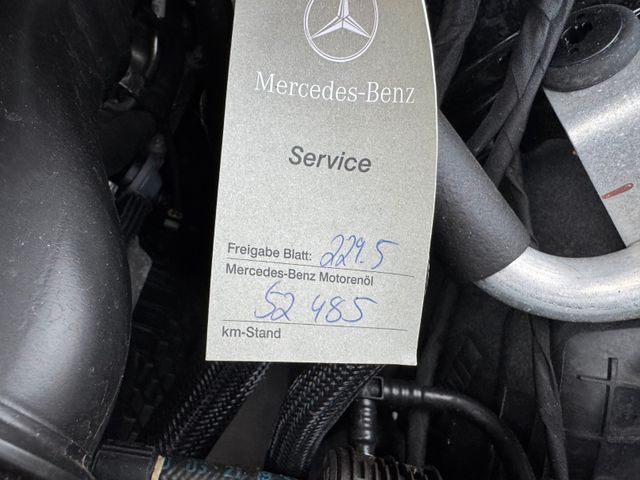 Mercedes-Benz
Service
Freigabe Blatt: 229.5
Mercedes-Benz Motorenöl
52 485
km-Stand